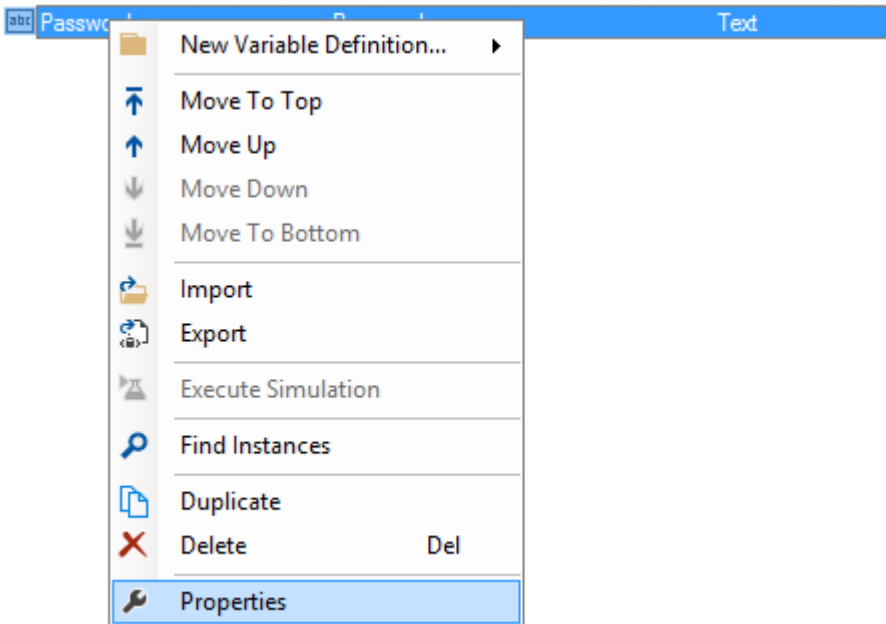 abc Passwo Text
New Variable Definition...
Move To Top
Move Up
Move Down
Move To Bottom
Import
Export
Execute Simulation
Find Instances
Duplicate
Delete Del
Properties